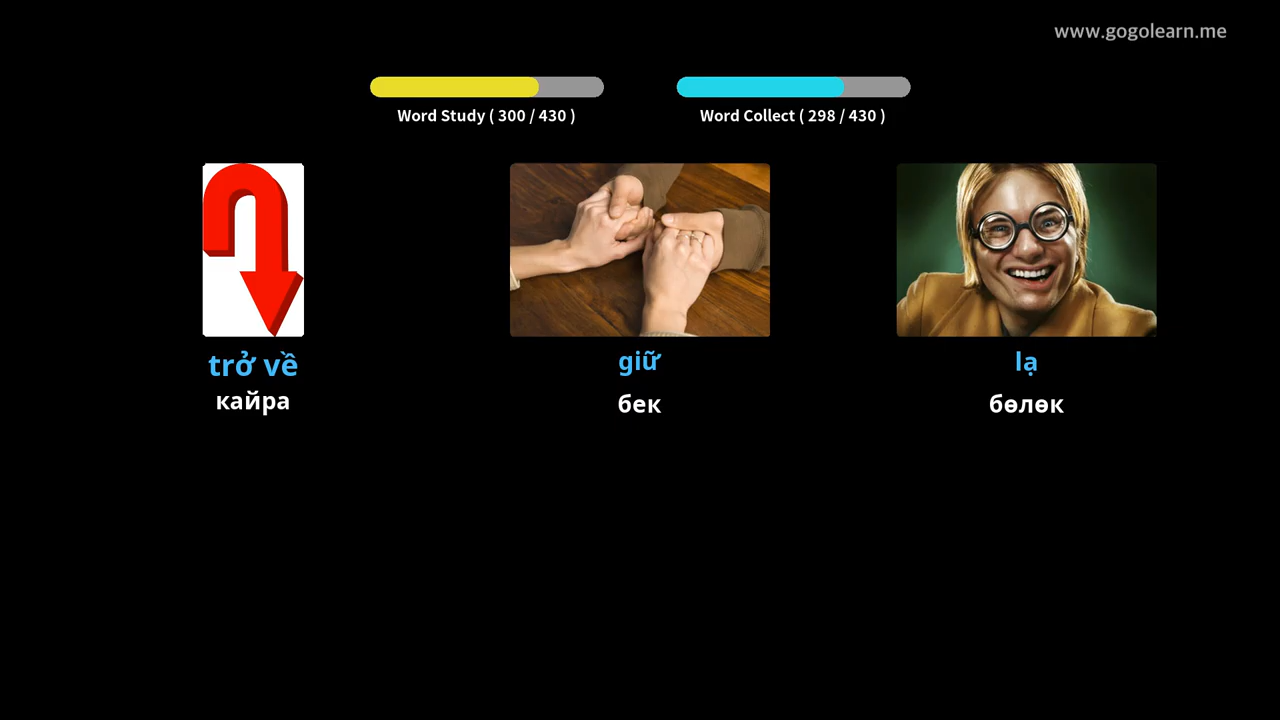 www.gogolearn.me
Word Study ( 300 / 430 )
Word Collect ( 298 / 430 )
trở về
кайра
giữ
бек
lạ
бөлөк